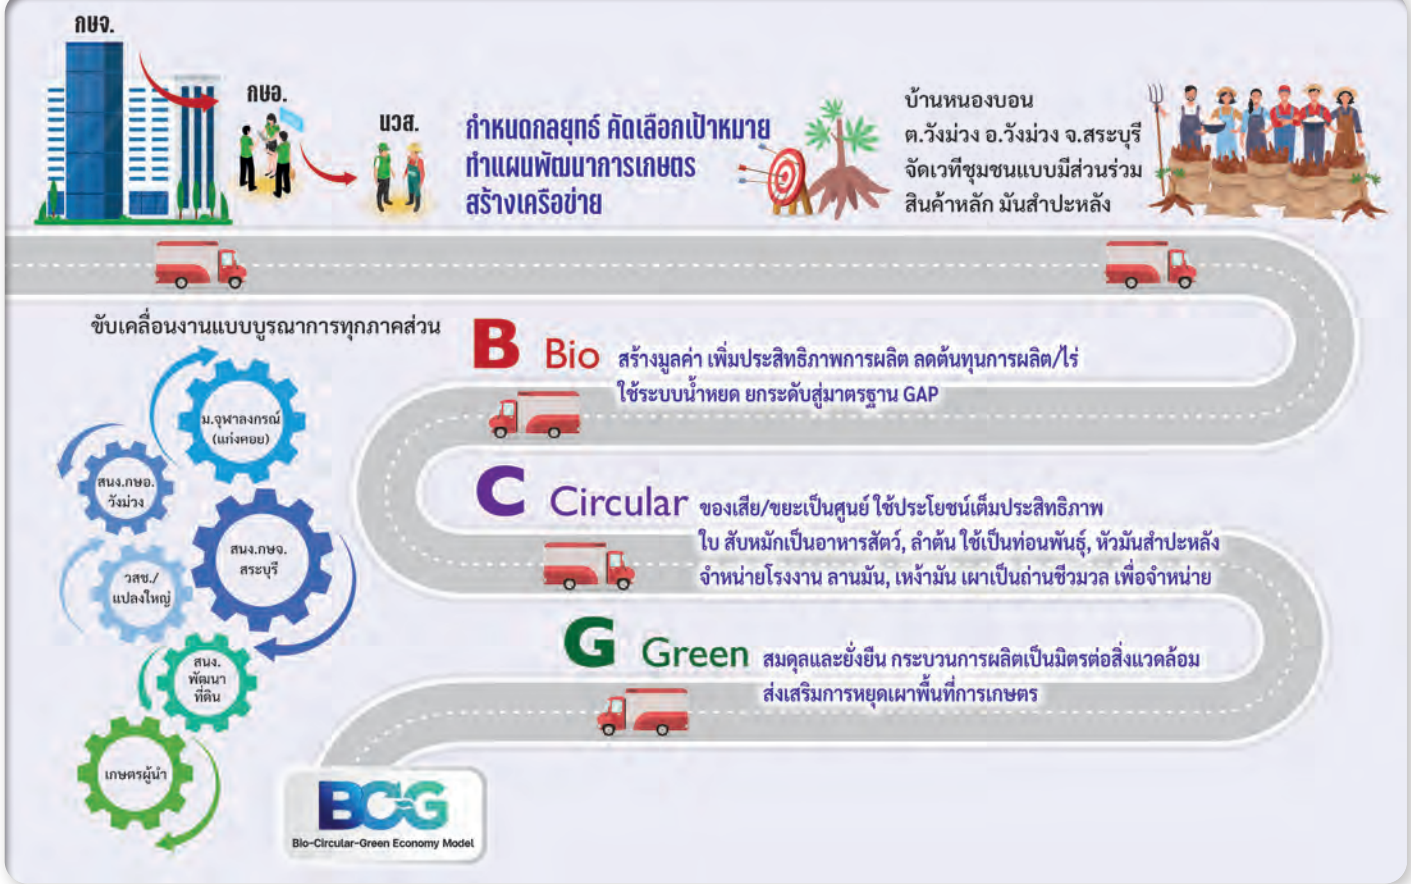 กษจ.
กษอ.
นวส.
กำหนดกลยุทธ์ คัดเลือกเป้าหมาย
ทำแผนพัฒนาการเกษตร
สร้างเครือข่าย
บ้านหนองบอน
ต.วังม่วง อ.วังม่วง จ.สระบุรี
จัดเวทีชุมชนแบบมีส่วนร่วม
สินค้าหลัก มันสำปะหลัง
ขับเคลื่อนงานแบบบูรณาการทุกภาคส่วน
ม.จุฬาลงกรณ์
(แก่งคอย)
สนง.กษอ.
วังม่วง
สนง.กษจ.
สระบุรี
วสช./
แปลงใหญ่
สนง.
พัฒนา
ที่ดิน
เกษตรผู้นำ
B Bio สร้างมูลค่า เพิ่มประสิทธิภาพการผลิต ลดต้นทุนการผลิต/ไร่
ใช้ระบบน้ำหยด ยกระดับสู่มาตรฐาน GAP
C Circular ของเสีย/ขยะเป็นศูนย์ ใช้ประโยชน์เต็มประสิทธิภาพ
ใบ สับหมักเป็นอาหารสัตว์, ลำต้น ใช้เป็นท่อนพันธุ์, หัวมันสำปะหลัง
จำหน่ายโรงงาน ลานมัน, เหง้ามัน เผาเป็นถ่านชีวมวล เพื่อจำหน่าย
G Green สมดุลและยั่งยืน กระบวนการผลิตเป็นมิตรต่อสิ่งแวดล้อม
ส่งเสริมการหยุดเผาพื้นที่การเกษตร
BCG
Bio-Circular-Green Economy Model